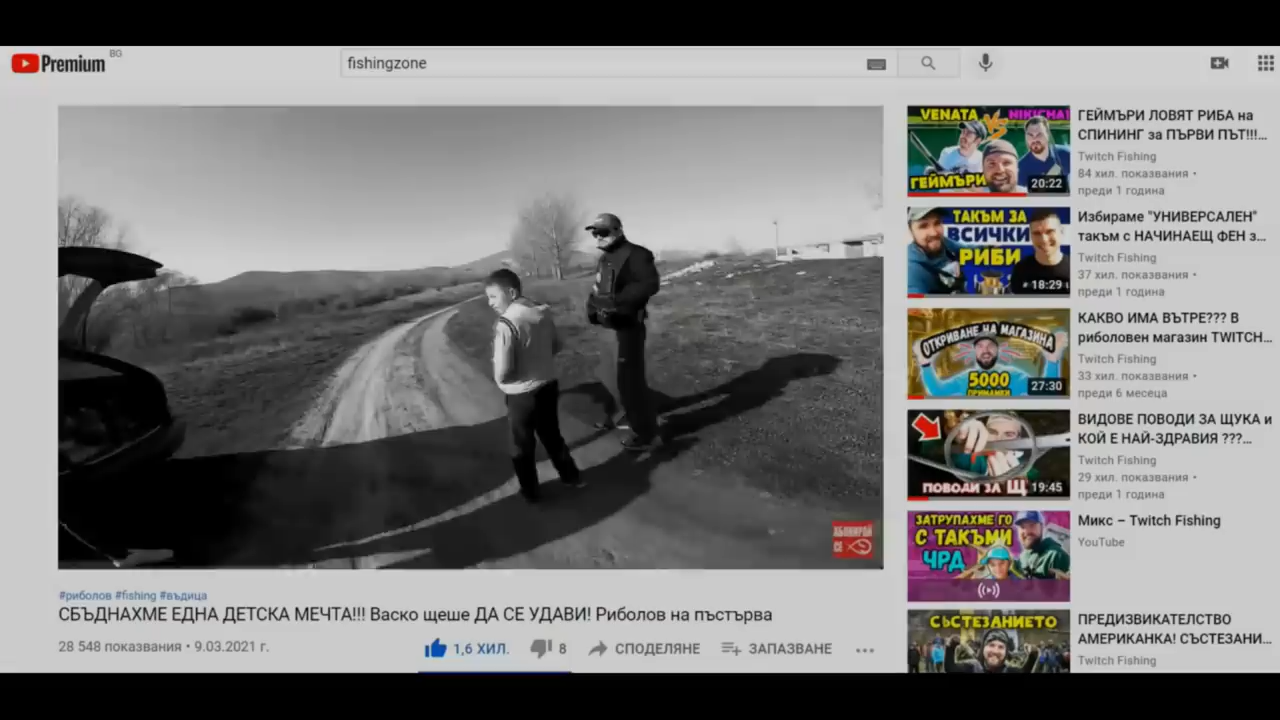 Premium BG
fishingzone
VENATA VS NIKICHAT
ГЕЙМЪРИ
20:22
ГЕЙМЪРИ ЛОВЯТ РИБА на
СПИНИНГ за ПЪРВИ ПЪТ!!!...
Twitch Fishing
84 хил. показвания •
преди 1 година
ТАКЪМ ЗА
ВСИЧКИ
РИБИ
18:29
Избираме "УНИВЕРСАЛЕН"
такъм с НАЧИНАЕЩ ФЕН з...
Twitch Fishing
37 хил. показвания •
преди 1 година
ОТКРИВАНЕ НА МАГАЗИНА
5000
ПРИМАМКИ
27:30
КАКВО ИМА ВЪТРЕ??? В
риболовен магазин TWITCH...
Twitch Fishing
33 хил. показвания •
преди 6 месеца
ПОВОДИ ЗА Щ
19:45
ВИДОВЕ ПОВОДИ ЗА ЩУКА и
КОЙ Е НАЙ-ЗДРАВИЯ ???...
Twitch Fishing
29 хил. показвания •
преди 1 година
ЗАТРУПАХМЕ ГО
С ТАКЪМИ
ЧРД
Микс – Twitch Fishing
YouTube
СЪСТЕЗАНИЕТО
ПРЕДИЗВИКАТЕЛСТВО
АМЕРИКАНКА! СЪСТЕЗАНИ...
Twitch Fishing
АБОНИРАЙ
СЕ
#риболов #fishing #въдица
СБЪДНАХМЕ ЕДНА ДЕТСКА МЕЧТА!!! Васко щеше ДА СЕ УДАВИ! Риболов на пъстърва
28 548 показвания • 9.03.2021 г.
1,6 ХИЛ.
8
СПОДЕЛЯНЕ
ЗАПАЗВАНЕ